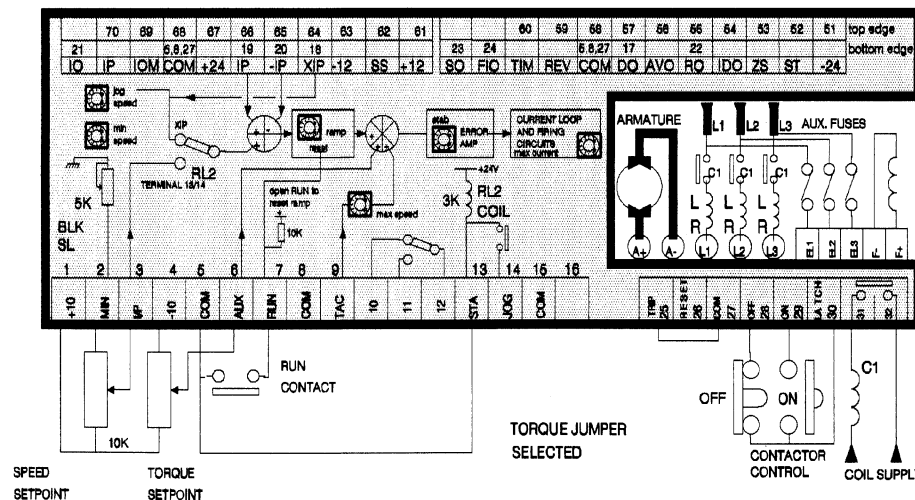 70 69 68 67 66 65 64 63 62 61 60 59 58 57 56 55 54 53 52 51 top edge
21 5,8,27 19 20 18 23 24 5,8,27 17 22 bottom edge
IO IP IOM COM +24 IP -IP XIP -12 SS +12 SO FIO TIM REV COM DO AVO RO IDO ZS ST -24
jog
speed
min
speed
XIP
RL2
TERMINAL 13/14
5K
BLK
SL
+ -
ramp
reset
open RUN to
reset ramp
10K
max speed
stab
ERROR
AMP
+24V
3K
RL2
COIL
CURRENT LOOP
AND FIRING
CIRCUITS
max current
ARMATURE
L1 L2 L3 AUX. FUSES
C1 C1 C1
L L L
R R R
A+ A- L1 L2 L3 EL1 EL2 EL3 F- F+
1 2 3 4 5 6 7 8 9 13 14 15 16
+10 MIN SP -10 COM AUX RUN COM TAC 10 11 12 STA JOG COM
TRIP 25 RESET 26 COM 27 OFF 28 ON 29 LATCH 30 31 32
RUN
CONTACT
10K
SPEED
SETPOINT
TORQUE
SETPOINT
TORQUE JUMPER
SELECTED
OFF ON
C1
CONTACTOR
CONTROL
COIL SUPPL